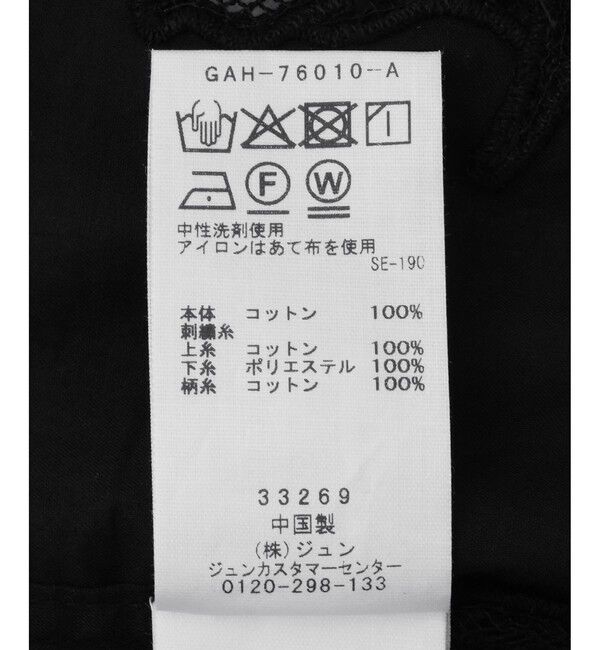 GAH-76010-A
F W
中性洗剤使用
アイロンはあて布を使用
SE-190
本体 コットン 100%
刺繍糸
上糸 コットン 100%
下糸 ポリエステル 100%
柄糸 コットン 100%
33269
中国製
(株)ジュン
ジュンカスタマーセンター
0120-298-133